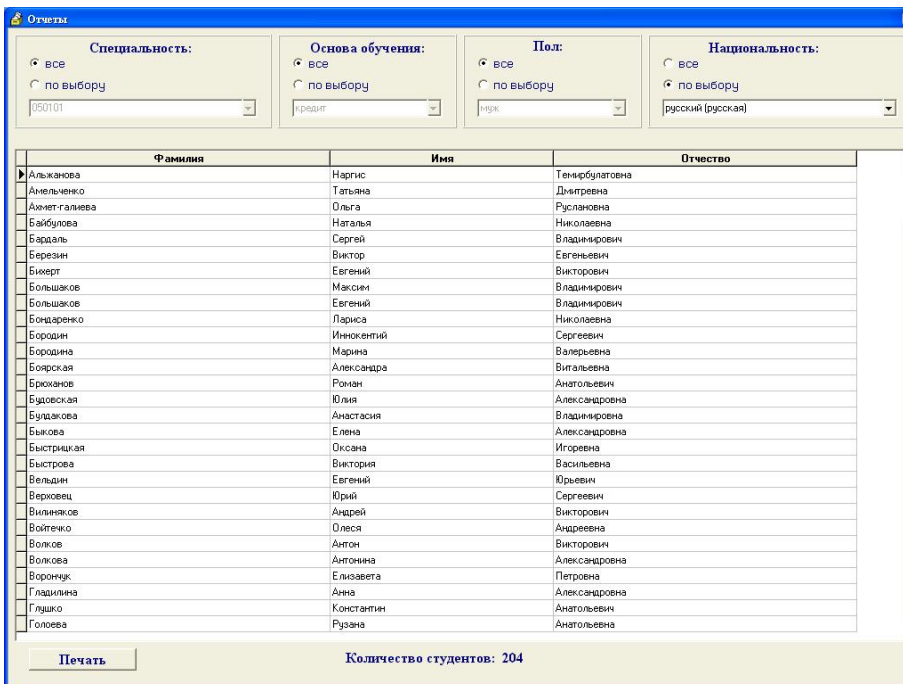 Отчеты
Специальность: Основа обучения: Пол: Национальность:
все все все все
по выбору по выбору по выбору по выбору
050101 кредит муж русский (русская)
Фамилия Имя Отчество
Альжанова Наргис Темирбулатовна
Амельченко Татьяна Дмитревна
Ахмет-галиева Ольга Руслановна
Байбулова Наталья Николаевна
Бардаль Сергей Владимирович
Березин Виктор Евгеньевич
Бихерт Евгений Викторович
Большаков Максим Владимирович
Большаков Евгений Владимирович
Бондаренко Лариса Николаевна
Бородин Иннокентий Сергеевич
Бородина Марина Валерьевна
Боярская Александра Витальевна
Брюханов Роман Анатольевич
Будовская Юлия Александровна
Булдакова Анастасия Владимировна
Быкова Елена Александровна
Быстрицкая Оксана Игоревна
Быстрова Виктория Васильевна
Вельдин Евгений Юрьевич
Верховец Юрий Сергеевич
Вилиняков Андрей Викторович
Войтечко Олеся Андреевна
Волков Антон Викторович
Волкова Антонина Александровна
Ворончук Елизавета Петровна
Гладилина Анна Александровна
Глушко Константин Анатольевич
Голоева Рузана Анатольевна
Печать Количество студентов: 204